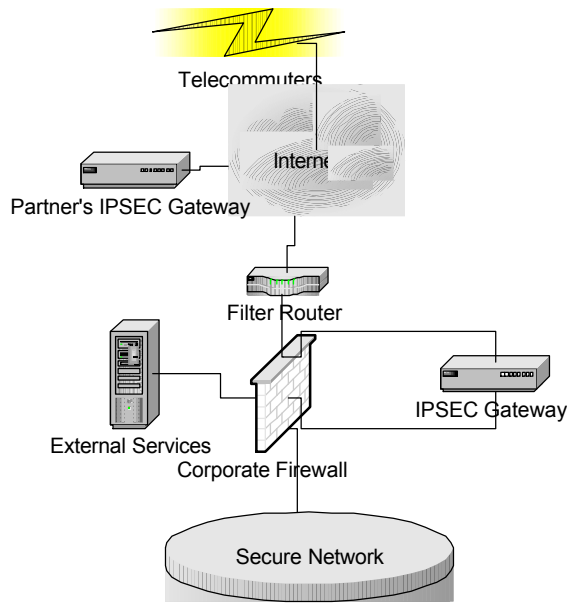 Telecommuters
Interne
Partner's IPSEC Gateway
Filter Router
IPSEC Gateway
External Services
Corporate Firewall
Secure Network